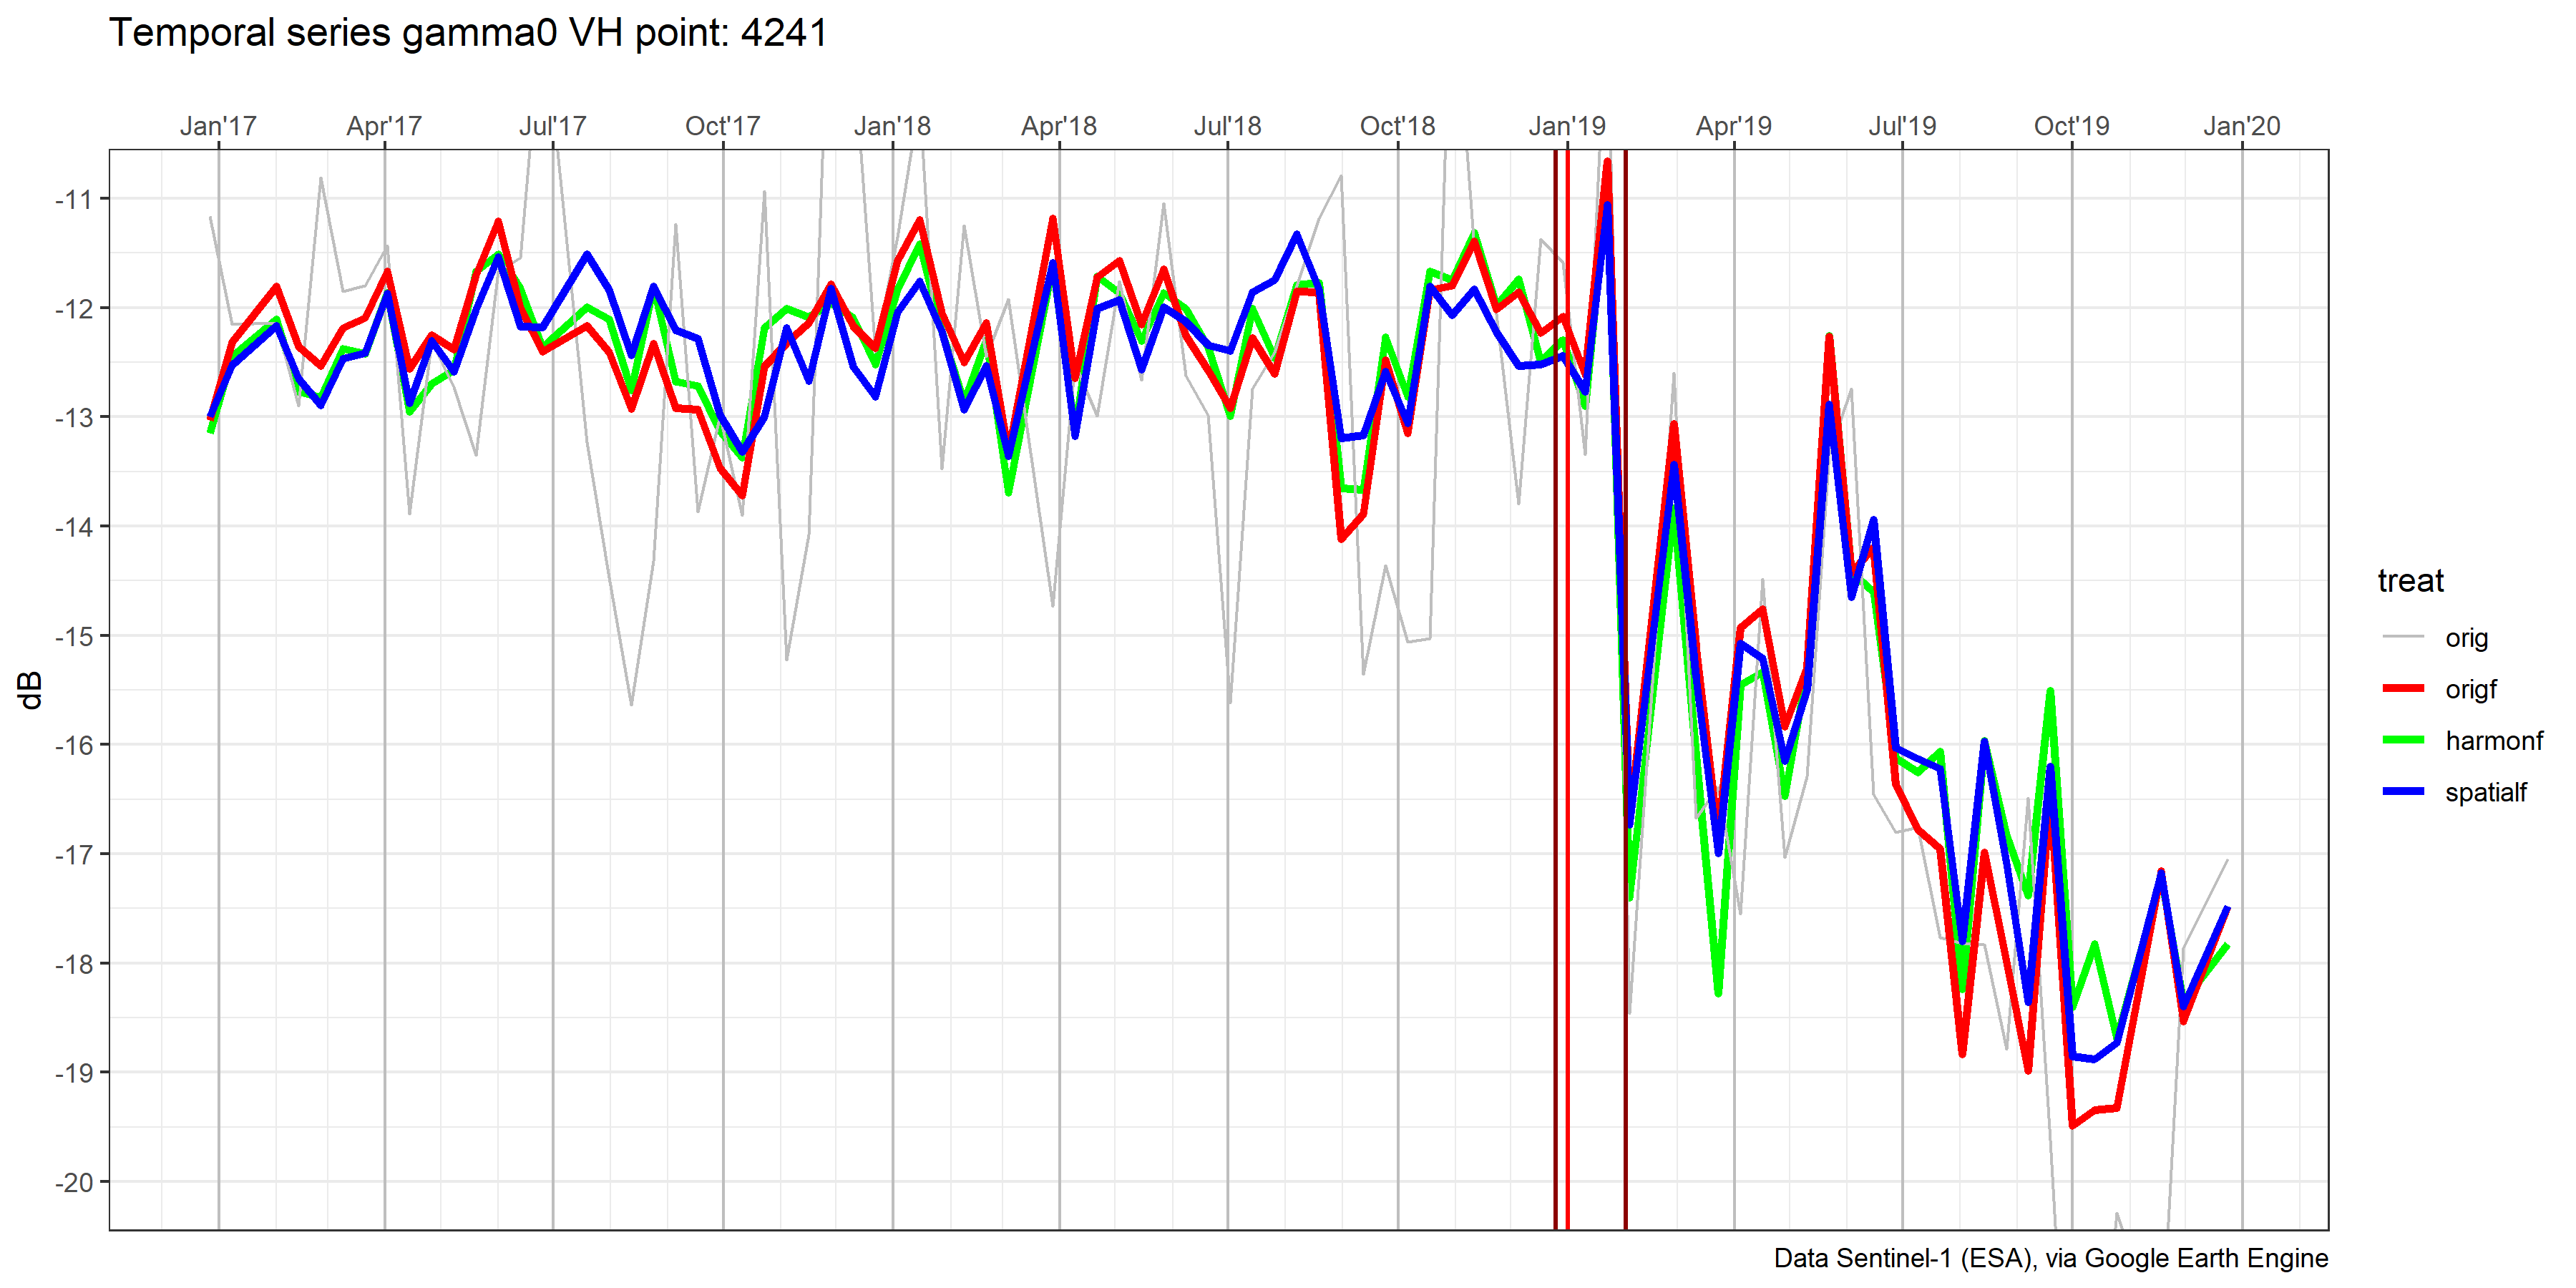 Temporal series gamma0 VH point: 4241
Jan'17 Apr'17 Jul'17 Oct'17 Jan'18 Apr'18 Jul'18 Oct'18 Jan'19 Apr'19 Jul'19 Oct'19 Jan'20
-11
-12
-13
-14
-15
-16
-17
-18
-19
-20
dB
treat
orig
origf
harmonf
spatialf
Data Sentinel-1 (ESA), via Google Earth Engine